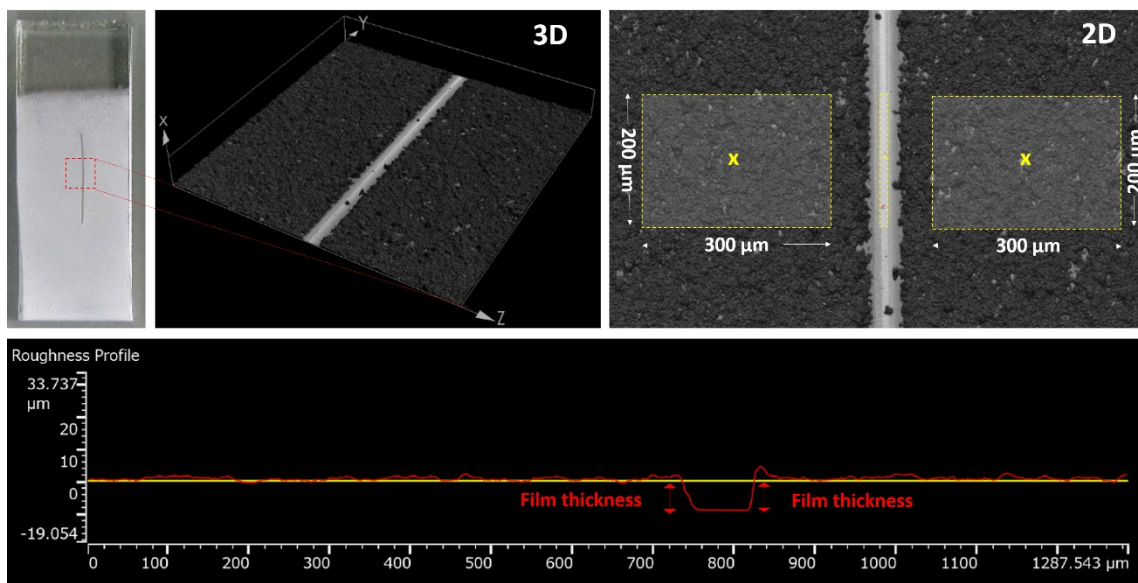 3D
Y
X
Z
2D
200 µm
X
300 µm
X
300 µm
200 µm
Roughness Profile
33.737
µm
20
10
0
-19.054
Film thickness
Film thickness
0 100 200 300 400 500 600 700 800 900 1000 1100 1287.543 µm